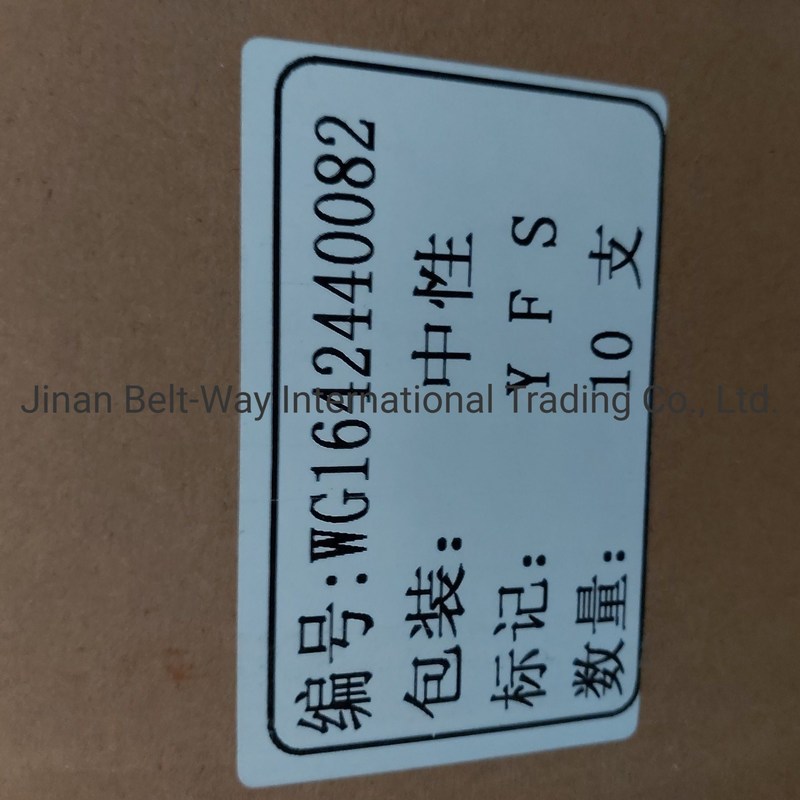 编号:WG1642440082
包装: 中性
标记: Y F S
数量: 10 支
Jinan Belt-Way International Trading Co., Ltd.